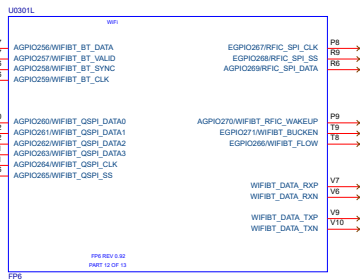 U0301L
WIFI
AGPIO256/WIFIBT_BT_DATA
AGPIO257/WIFIBT_BT_VALID
AGPIO258/WIFIBT_BT_SYNC
AGPIO259/WIFIBT_BT_CLK
EGPIO267/RFIC_SPI_CLK P8
EGPIO268/RFIC_SPI_SS R9
AGPIO269/RFIC_SPI_DATA R6
AGPIO260/WIFIBT_QSPI_DATA0
AGPIO261/WIFIBT_QSPI_DATA1
AGPIO262/WIFIBT_QSPI_DATA2
AGPIO263/WIFIBT_QSPI_DATA3
AGPIO264/WIFIBT_QSPI_CLK
AGPIO265/WIFIBT_QSPI_SS
AGPIO270/WIFIBT_RFIC_WAKEUP P9
EGPIO271/WIFIBT_BUCKEN T9
EGPIO266/WIFIBT_FLOW T8
WIFIBT_DATA_RXP V7
WIFIBT_DATA_RXN V6
WIFIBT_DATA_TXP V9
WIFIBT_DATA_TXN V10
FP6 REV 0.92
PART 12 OF 13
FP6